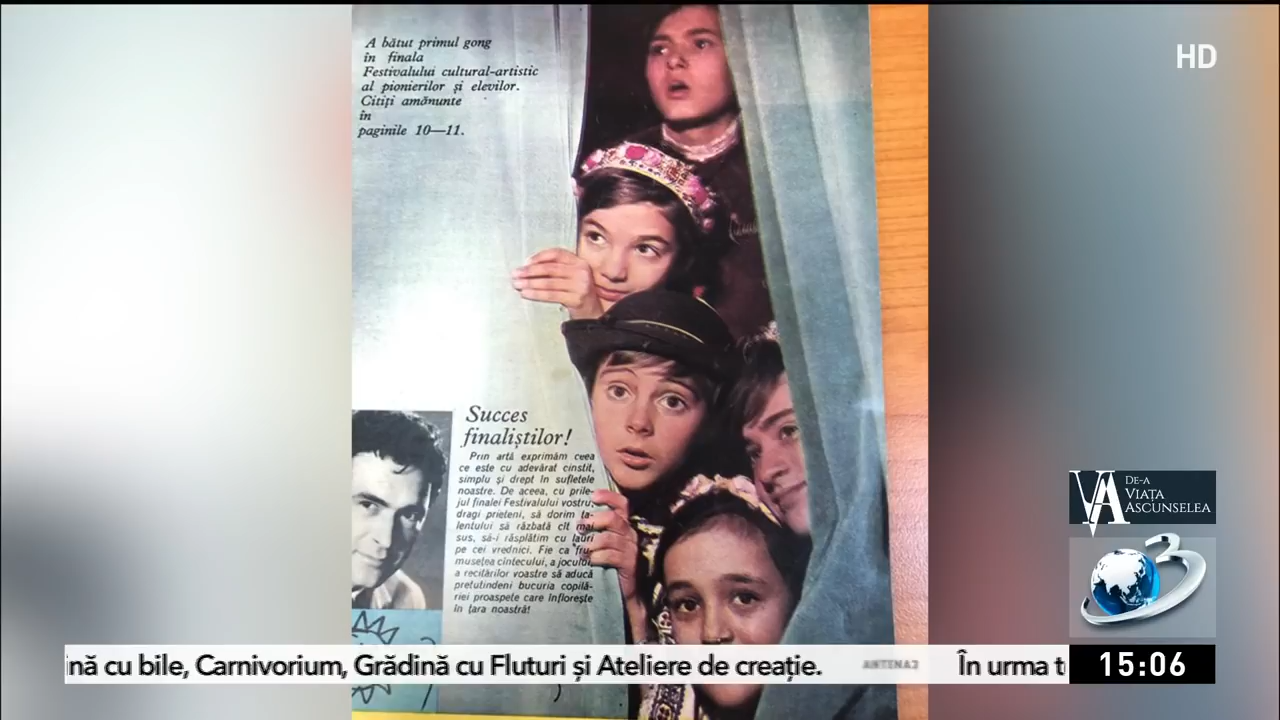 A bătut primul gong
în finala
Festivalului cultural-artistic
al pionierilor și elevilor.
Citiți amănunte
în
paginile 10—11.
HD
Succes
finaliștilor!
Prin artă exprimăm ceea
ce este cu adevărat cinstit,
simplu și drept în sufletele
noastre. De aceea, cu prile-
jul finalei Festivalului vostru,
dragi prieteni, să dorim ta-
lentului să răzbată cît mai
sus, să-i răsplătim cu lauri
pe cei vrednici. Fie ca fru-
musețea cîntecului, a jocului,
a recitărilor voastre să aducă
pretutindeni bucuria copilă-
riei proaspete care înflorește
în țara noastră!
VA DE-A
VIAȚA
ASCUNSELEA
3
nă cu bile, Carnivorium, Grădină cu Fluturi și Ateliere de creație. ANTENA3 În urma t
15:06